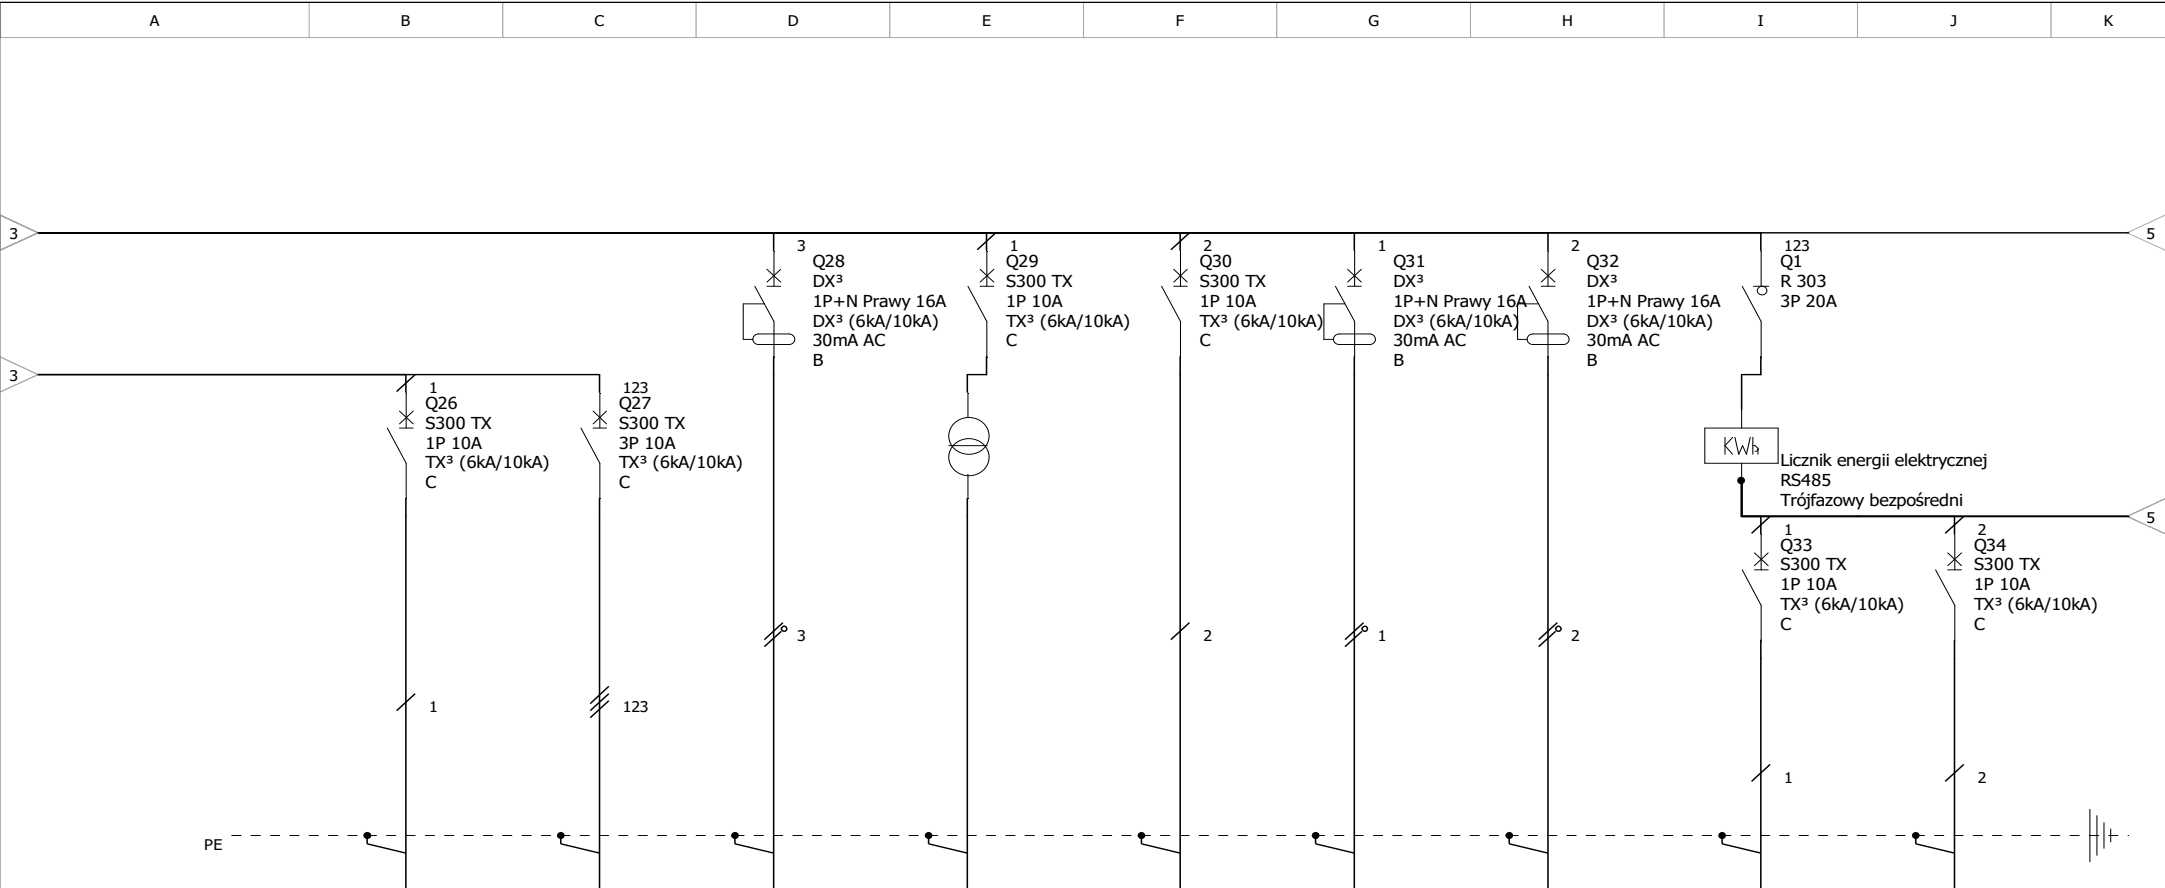 A B C D E F G H I J K
3
5
3
Q28
DX³
1P+N Prawy 16A
DX³ (6kA/10kA)
30mA AC
B
1
Q29
S300 TX
1P 10A
TX³ (6kA/10kA)
C
2
Q30
S300 TX
1P 10A
TX³ (6kA/10kA)
C
1
Q31
DX³
1P+N Prawy 16A
DX³ (6kA/10kA)
30mA AC
B
2
Q32
DX³
1P+N Prawy 16A
DX³ (6kA/10kA)
30mA AC
B
123
Q1
R 303
3P 20A
3
1
Q26
S300 TX
1P 10A
TX³ (6kA/10kA)
C
123
Q27
S300 TX
3P 10A
TX³ (6kA/10kA)
C
KWh
Licznik energii elektrycznej
RS485
Trójfazowy bezpośredni
5
1
Q33
S300 TX
1P 10A
TX³ (6kA/10kA)
C
2
Q34
S300 TX
1P 10A
TX³ (6kA/10kA)
C
3
2
1
2
1
123
1
2
PE